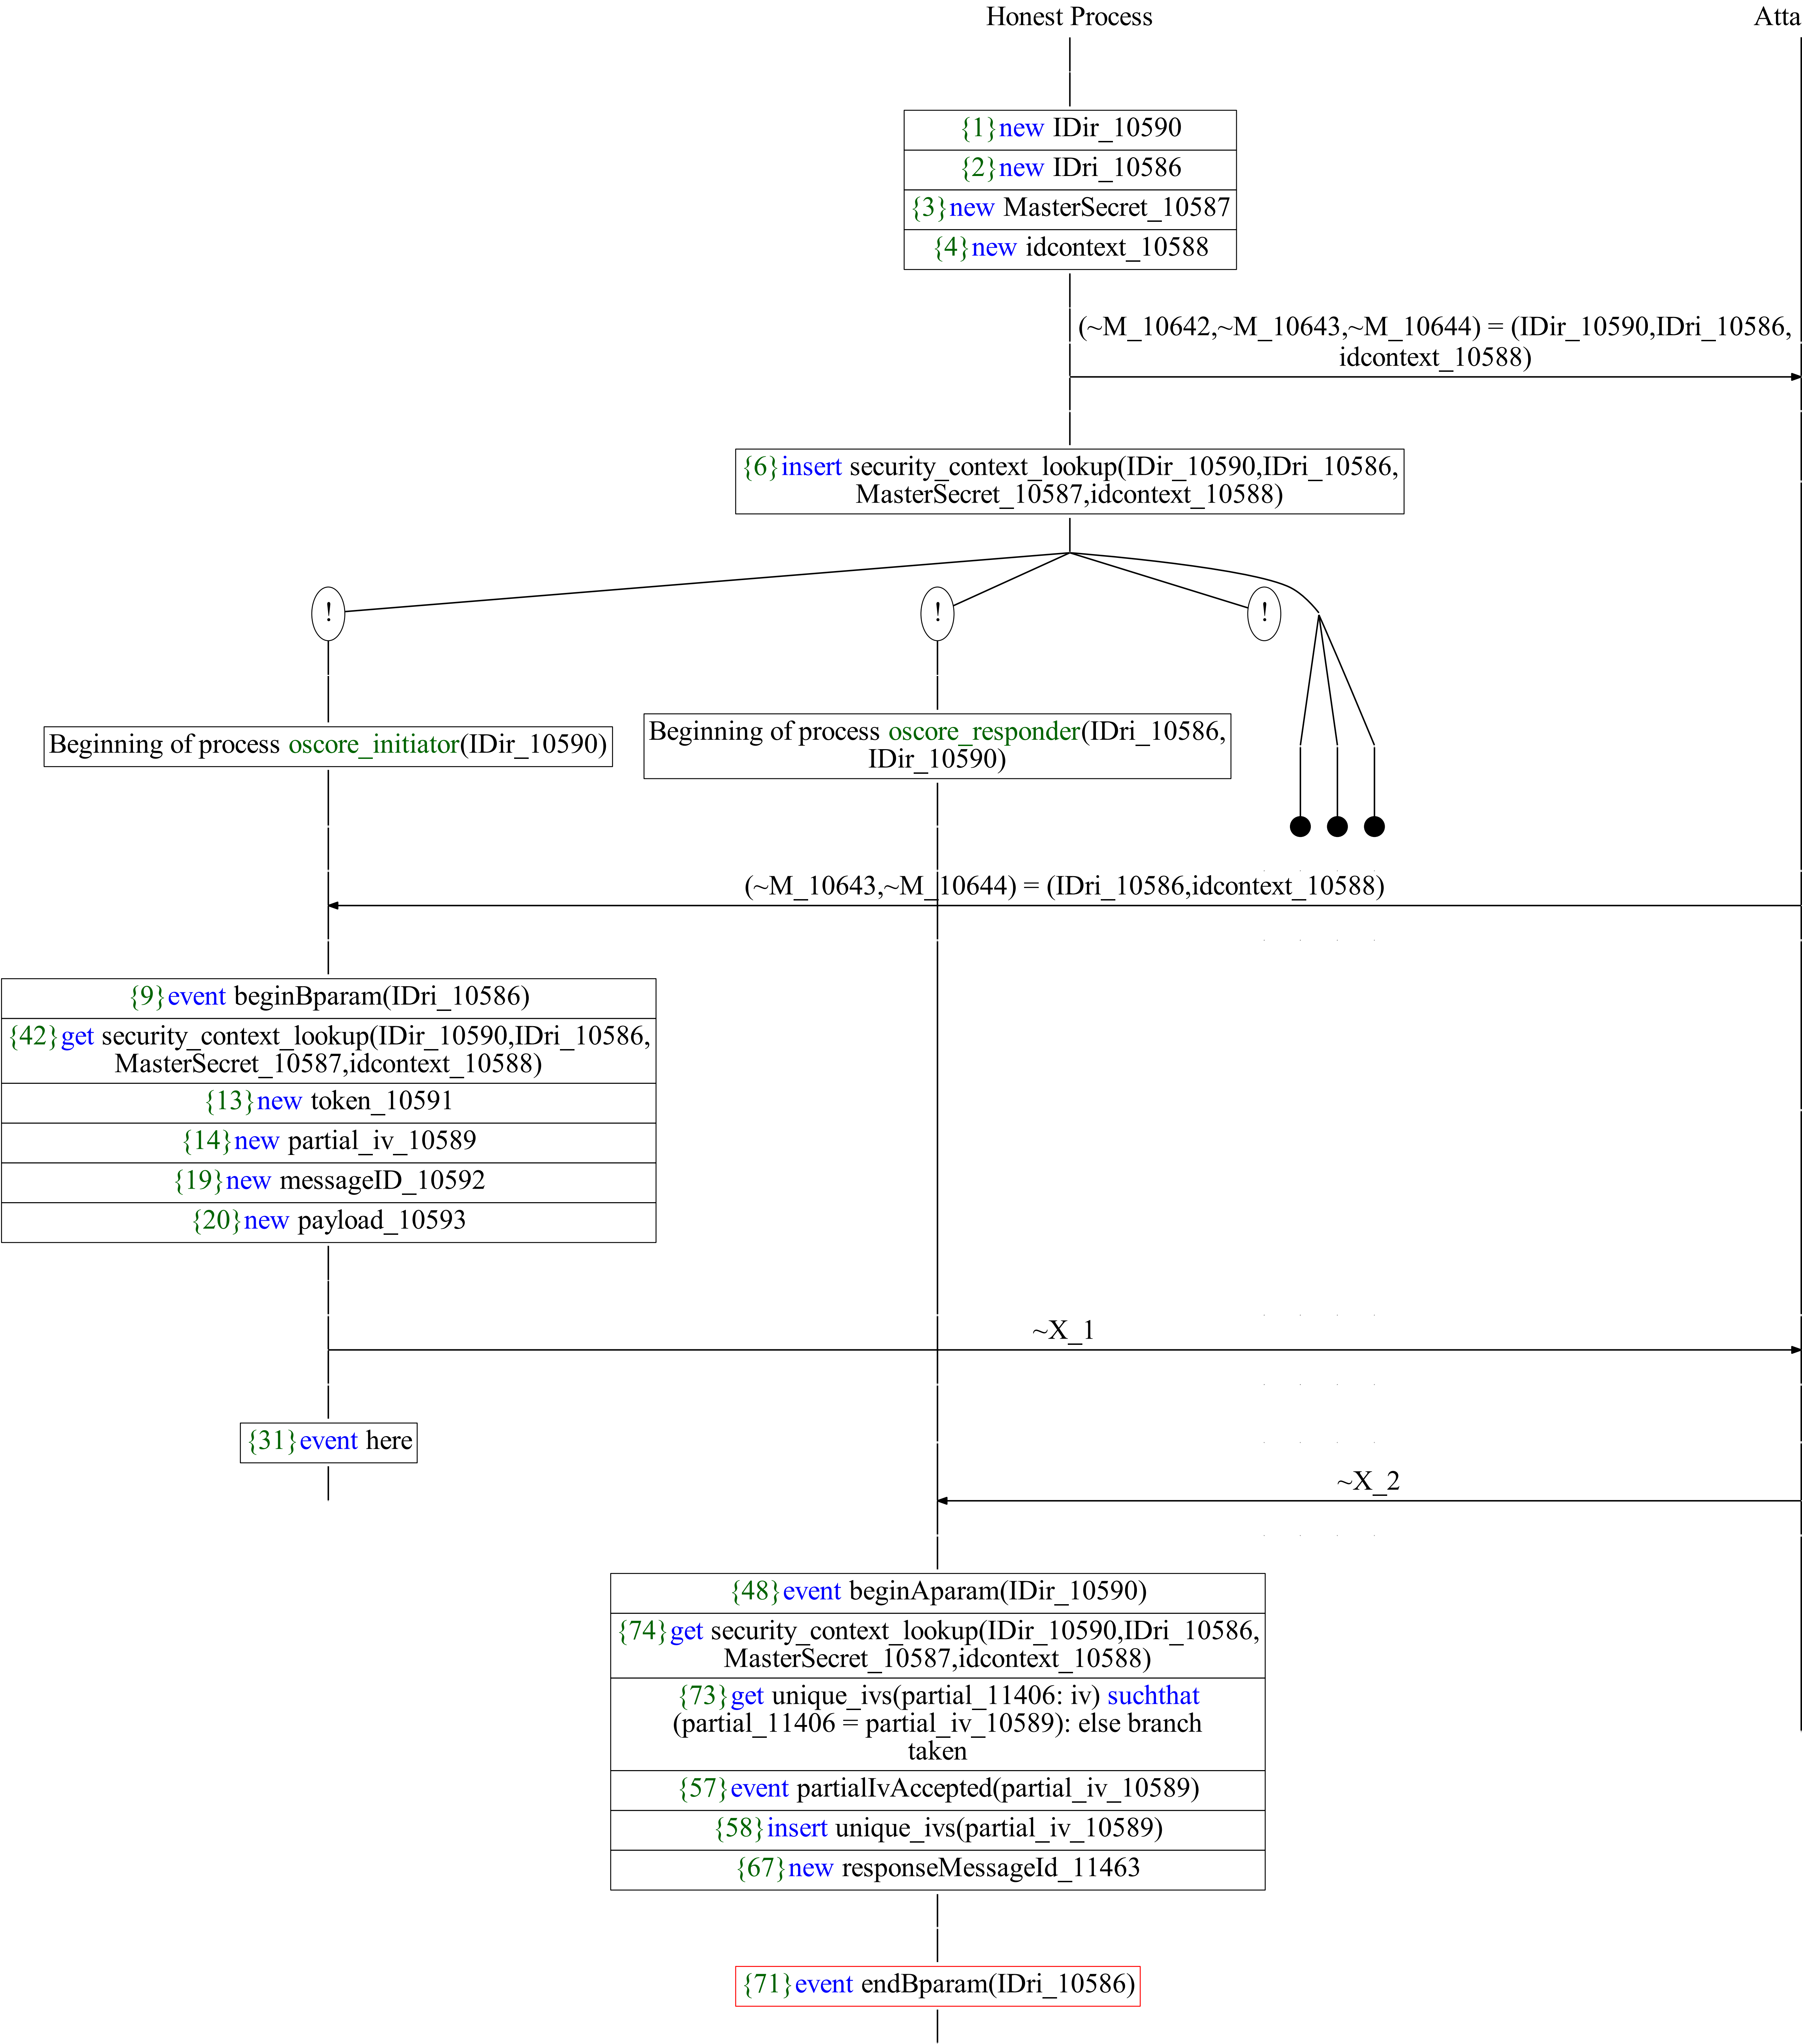 Honest Process
Atta
{1}new IDir_10590
{2}new IDri_10586
{3}new MasterSecret_10587
{4}new idcontext_10588
(~M_10642,~M_10643,~M_10644) = (IDir_10590,IDri_10586,
idcontext_10588)
{6}insert security_context_lookup(IDir_10590,IDri_10586,
MasterSecret_10587,idcontext_10588)
!
!
!
Beginning of process oscore_initiator(IDir_10590)
Beginning of process oscore_responder(IDri_10586,
IDir_10590)
(~M_10643,~M_10644) = (IDri_10586,idcontext_10588)
{9}event beginBparam(IDri_10586)
{42}get security_context_lookup(IDir_10590,IDri_10586,
MasterSecret_10587,idcontext_10588)
{13}new token_10591
{14}new partial_iv_10589
{19}new messageID_10592
{20}new payload_10593
~X_1
{31}event here
~X_2
{48}event beginAparam(IDir_10590)
{74}get security_context_lookup(IDir_10590,IDri_10586,
MasterSecret_10587,idcontext_10588)
{73}get unique_ivs(partial_11406: iv) suchthat
(partial_11406 = partial_iv_10589): else branch
taken
{57}event partialIvAccepted(partial_iv_10589)
{58}insert unique_ivs(partial_iv_10589)
{67}new responseMessageId_11463
{71}event endBparam(IDri_10586)